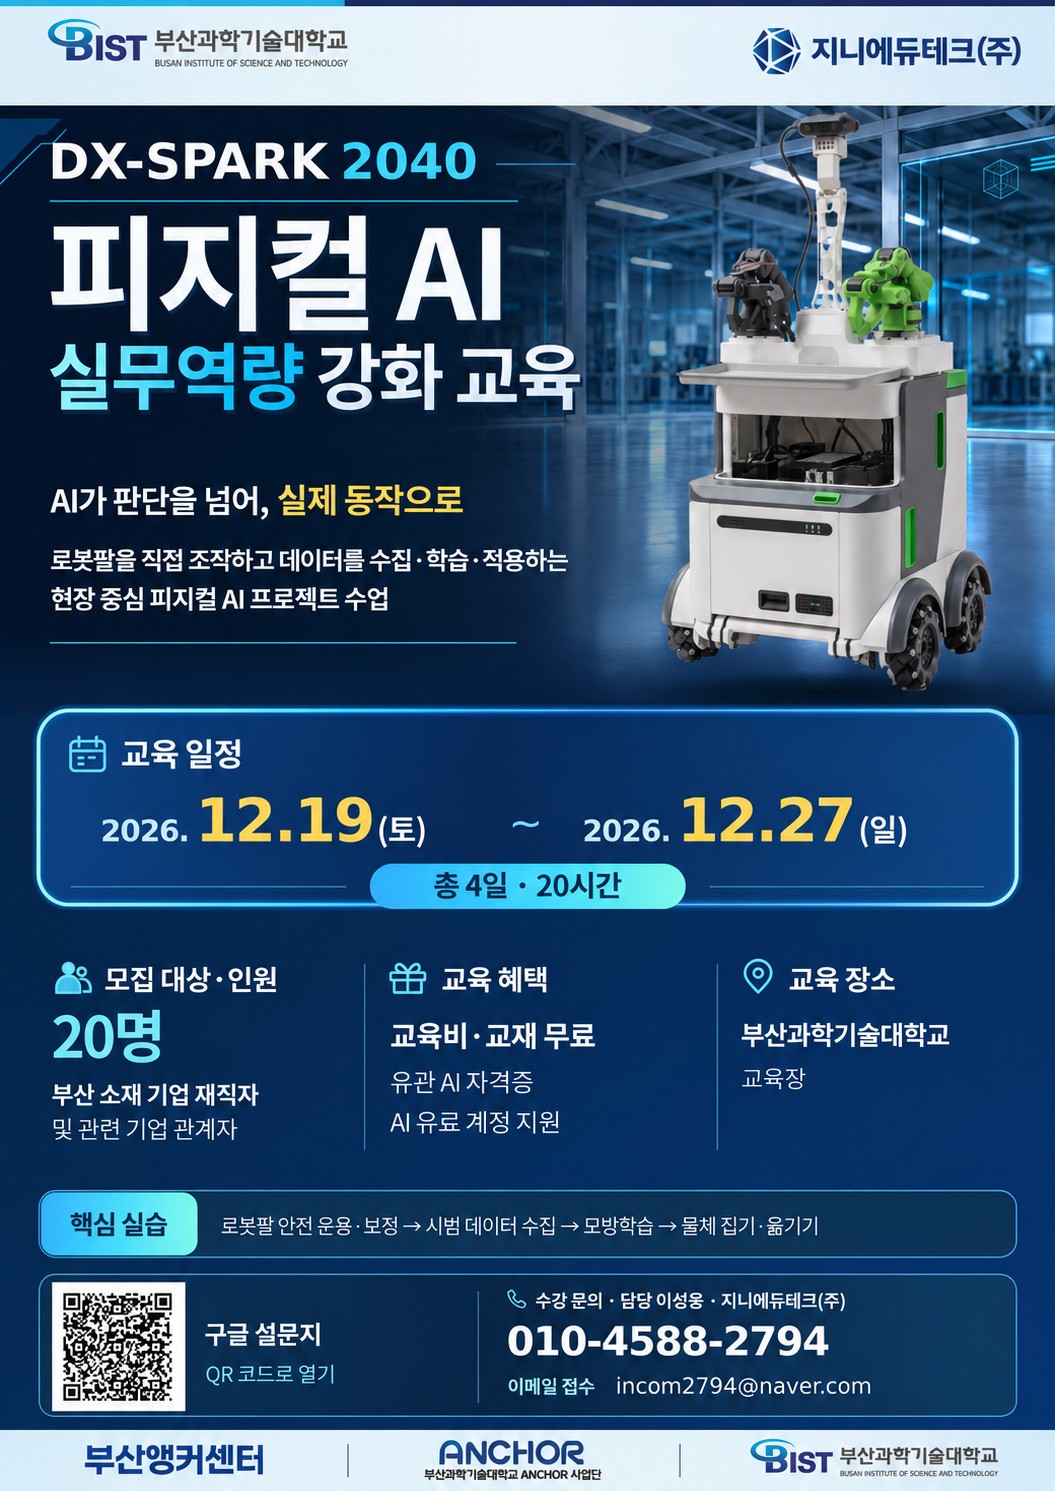 BIST 부산과학기술대학교
BUSAN INSTITUTE OF SCIENCE AND TECHNOLOGY
지니에듀테크(주)
DX-SPARK 2040
피지컬 AI
실무역량 강화 교육
AI가 판단을 넘어, 실제 동작으로
로봇팔을 직접 조작하고 데이터를 수집·학습·적용하는
현장 중심 피지컬 AI 프로젝트 수업
교육 일정
2026. 12.19 (토) ~ 2026. 12.27 (일)
총 4일 · 20시간
모집 대상·인원
20명
부산 소재 기업 재직자
및 관련 기업 관계자
교육 혜택
교육비·교재 무료
유관 AI 자격증
AI 유료 계정 지원
교육 장소
부산과학기술대학교
교육장
핵심 실습
로봇팔 안전 운용·보정 → 시범 데이터 수집 → 모방학습 → 물체 집기·옮기기
구글 설문지
QR 코드로 열기
수강 문의 · 담당 이성웅 · 지니에듀테크(주)
010-4588-2794
이메일 접수 incom2794@naver.com
부산앵커센터
ANCHOR
부산과학기술대학교 ANCHOR 사업단
BIST 부산과학기술대학교
BUSAN INSTITUTE OF SCIENCE AND TECHNOLOGY